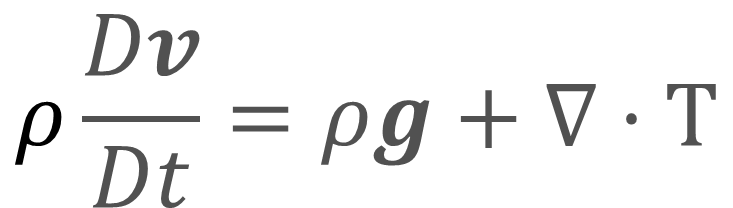 ρ D𝒗/Dt = ρ𝒈 + ∇ · T